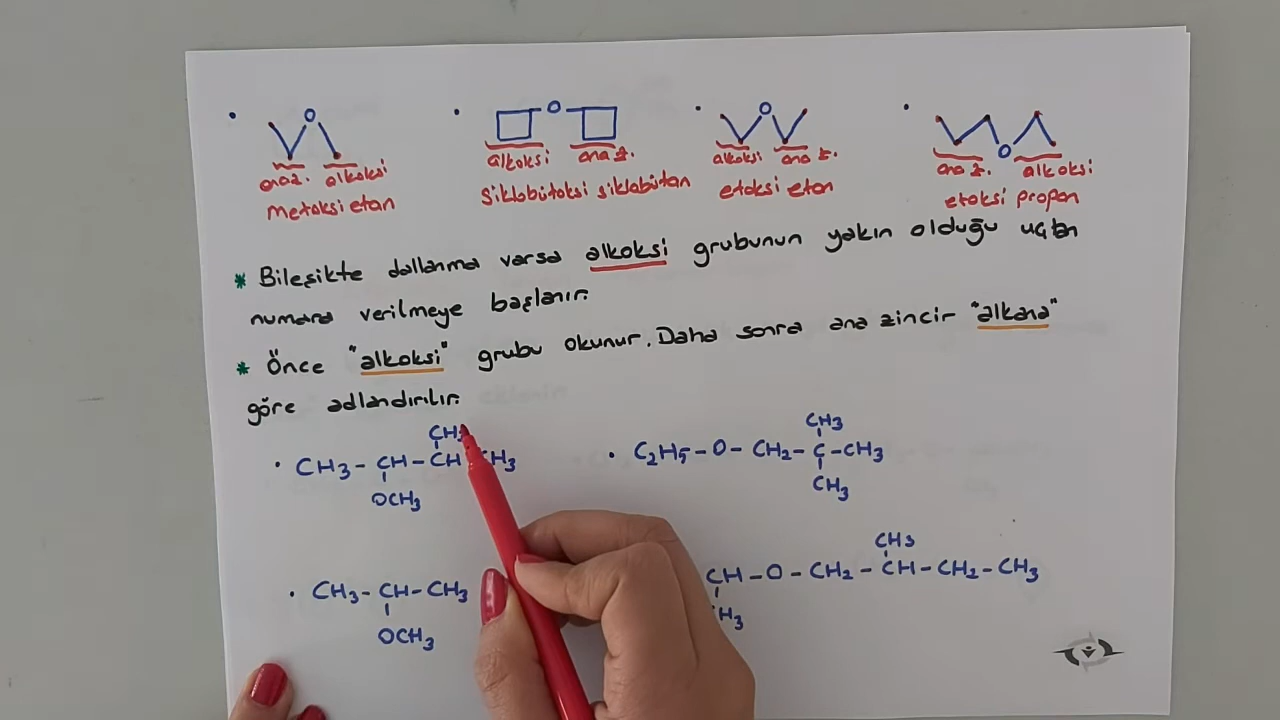 O O O O
ana z. alkoksi alkoksi ana z. alkoksi ana z. ana z. alkoksi
Metoksi etan Siklobütoksi siklobütan etoksi etan etoksi propan
* Bileşikte dallanma varsa alkoksi grubunun yakın olduğu uçtan
numara verilmeye başlanır.
* Önce "alkoksi" grubu okunur. Daha sonra ana zincir "alkana"
göre adlandırılır.
CH3
CH3 - CH - CH CH3
OCH3
CH3
C2H5 - O - CH2 - C - CH3
CH3
CH3 - CH - CH3
OCH3
CH3
CH - O - CH2 - CH - CH2 - CH3
H3